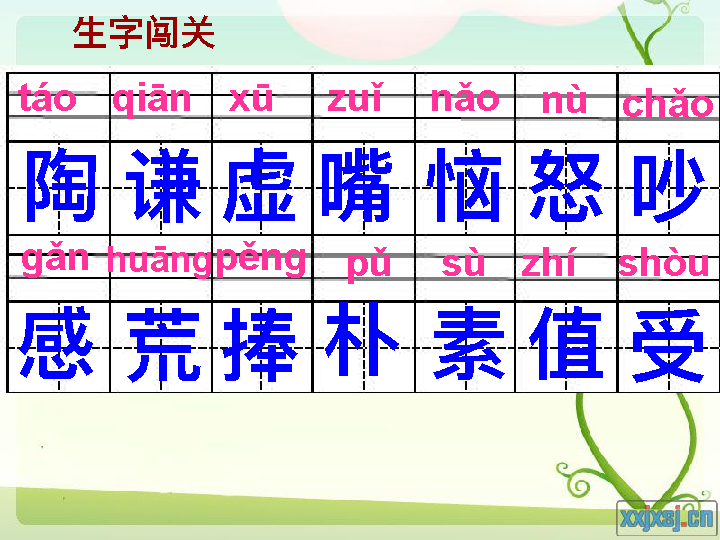 生字闯关
táo qiān xū zuǐ nǎo nù chǎo
陶 谦 虚 嘴 恼 怒 吵
gǎn huāng pěng pǔ sù zhí shòu
感 荒 捧 朴 素 值 受
xxjxsj.cn